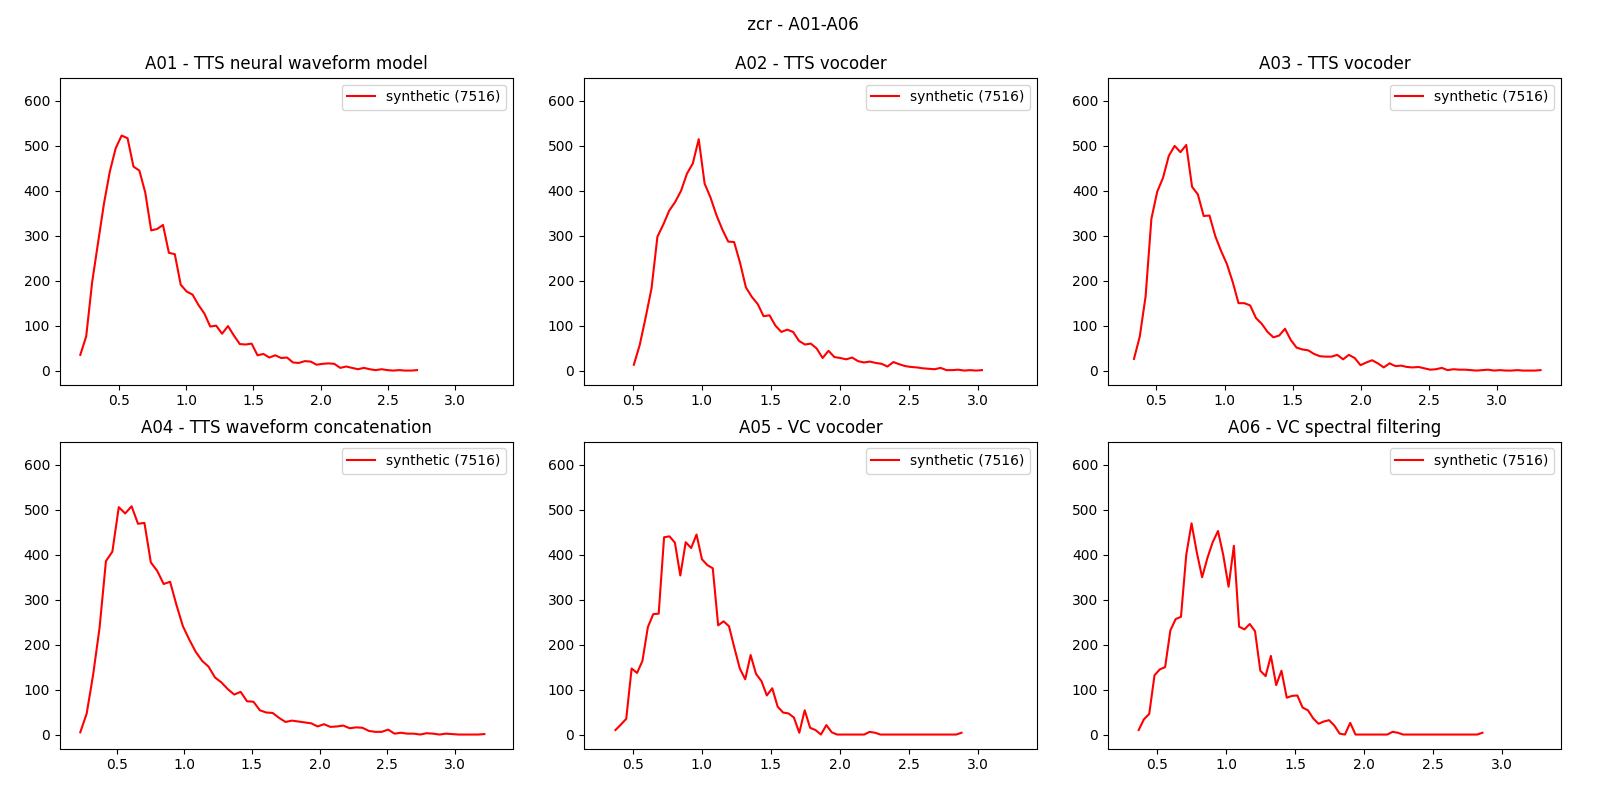 zcr - A01-A06
A01 - TTS neural waveform model
A02 - TTS vocoder
A03 - TTS vocoder
synthetic (7516)
synthetic (7516)
synthetic (7516)
600
500
400
300
200
100
0
600
500
400
300
200
100
0
600
500
400
300
200
100
0
0.5 1.0 1.5 2.0 2.5 3.0
0.5 1.0 1.5 2.0 2.5 3.0
0.5 1.0 1.5 2.0 2.5 3.0
A04 - TTS waveform concatenation
A05 - VC vocoder
A06 - VC spectral filtering
synthetic (7516)
synthetic (7516)
synthetic (7516)
600
500
400
300
200
100
0
600
500
400
300
200
100
0
600
500
400
300
200
100
0
0.5 1.0 1.5 2.0 2.5 3.0
0.5 1.0 1.5 2.0 2.5 3.0
0.5 1.0 1.5 2.0 2.5 3.0